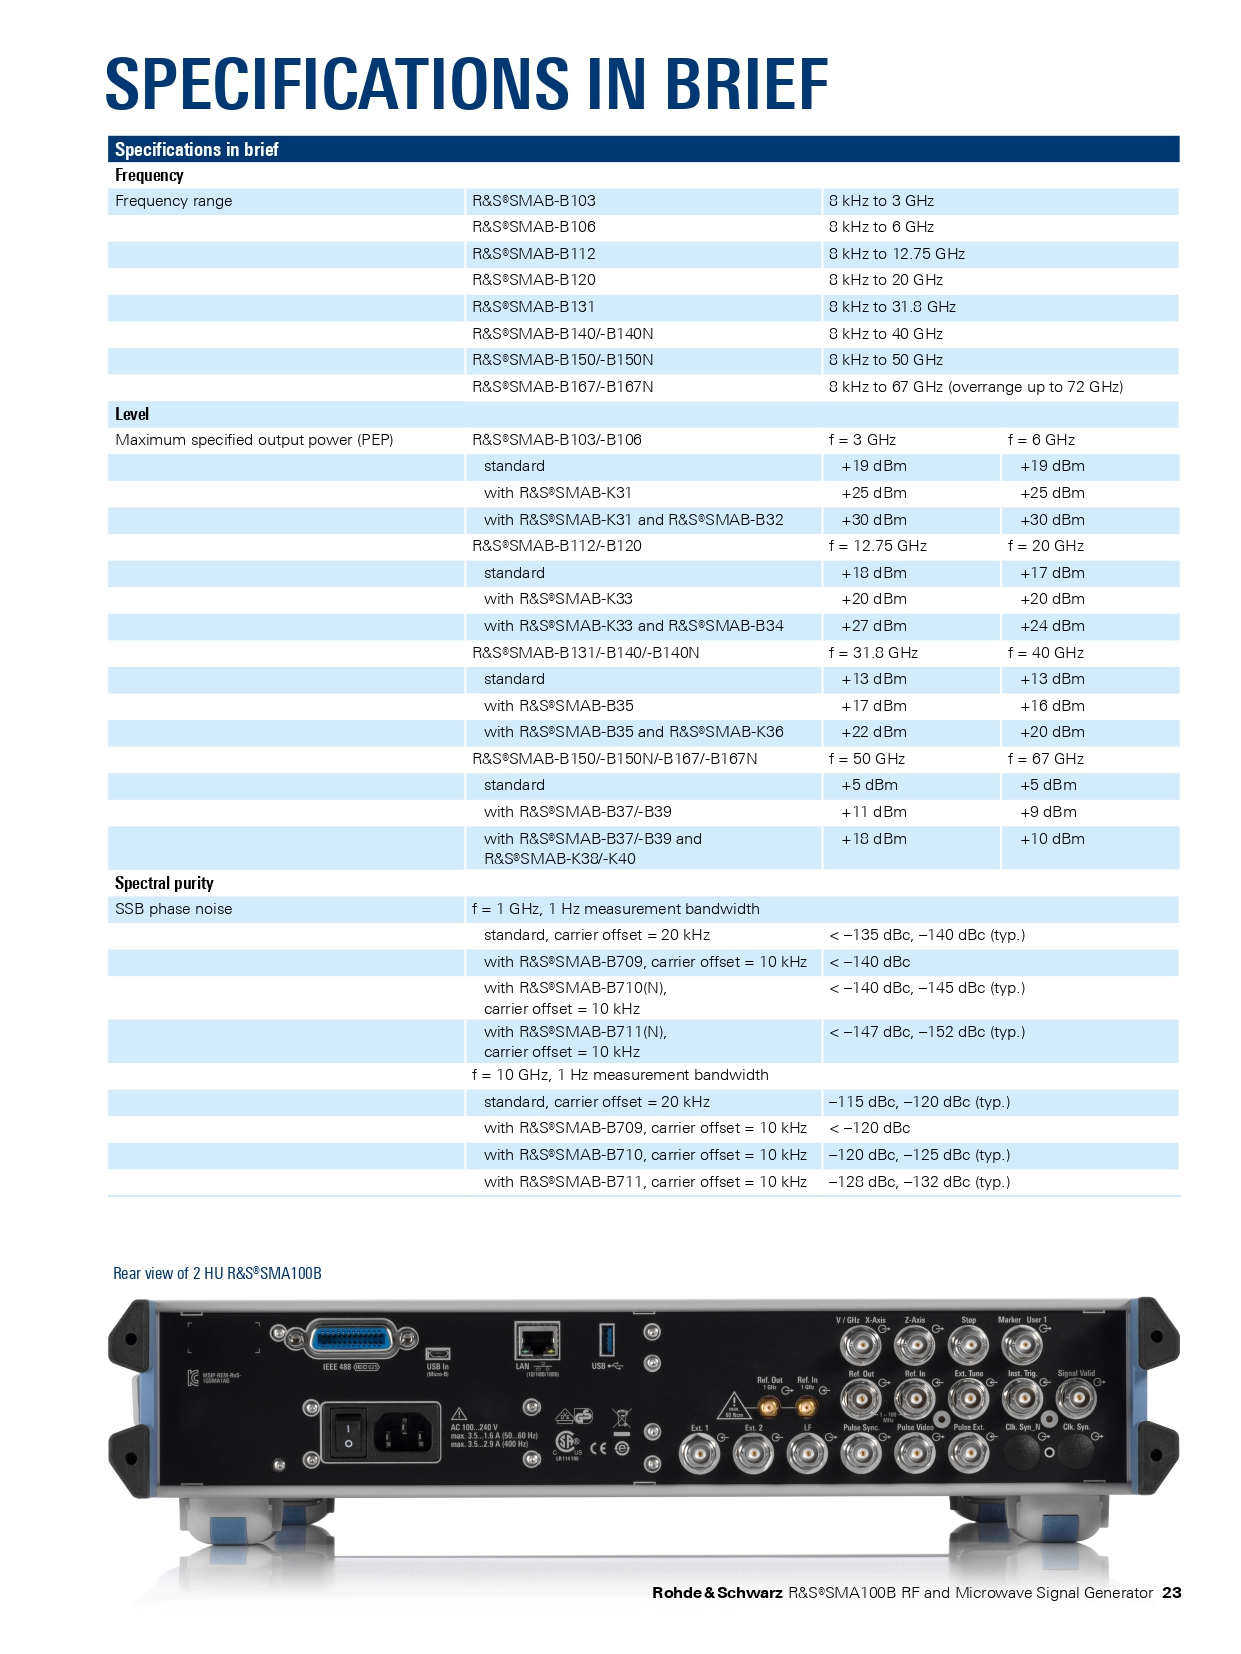 SPECIFICATIONS IN BRIEF
Specifications in brief
Frequency
Frequency range R&S®SMAB-B103 8 kHz to 3 GHz
R&S®SMAB-B106 8 kHz to 6 GHz
R&S®SMAB-B112 8 kHz to 12.75 GHz
R&S®SMAB-B120 8 kHz to 20 GHz
R&S®SMAB-B131 8 kHz to 31.8 GHz
R&S®SMAB-B140/-B140N 8 kHz to 40 GHz
R&S®SMAB-B150/-B150N 8 kHz to 50 GHz
R&S®SMAB-B167/-B167N 8 kHz to 67 GHz (overrange up to 72 GHz)
Level
Maximum specified output power (PEP) R&S®SMAB-B103/-B106 f = 3 GHz f = 6 GHz
standard +19 dBm +19 dBm
with R&S®SMAB-K31 +25 dBm +25 dBm
with R&S®SMAB-K31 and R&S®SMAB-B32 +30 dBm +30 dBm
R&S®SMAB-B112/-B120 f = 12.75 GHz f = 20 GHz
standard +18 dBm +17 dBm
with R&S®SMAB-K33 +20 dBm +20 dBm
with R&S®SMAB-K33 and R&S®SMAB-B34 +27 dBm +24 dBm
R&S®SMAB-B131/-B140/-B140N f = 31.8 GHz f = 40 GHz
standard +13 dBm +13 dBm
with R&S®SMAB-B35 +17 dBm +16 dBm
with R&S®SMAB-B35 and R&S®SMAB-K36 +22 dBm +20 dBm
R&S®SMAB-B150/-B150N/-B167/-B167N f = 50 GHz f = 67 GHz
standard +5 dBm +5 dBm
with R&S®SMAB-B37/-B39 +11 dBm +9 dBm
with R&S®SMAB-B37/-B39 and +18 dBm +10 dBm
R&S®SMAB-K38/-K40
Spectral purity
SSB phase noise f = 1 GHz, 1 Hz measurement bandwidth
standard, carrier offset = 20 kHz < –135 dBc, –140 dBc (typ.)
with R&S®SMAB-B709, carrier offset = 10 kHz < –140 dBc
with R&S®SMAB-B710(N), < –140 dBc, –145 dBc (typ.)
carrier offset = 10 kHz
with R&S®SMAB-B711(N), < –147 dBc, –152 dBc (typ.)
carrier offset = 10 kHz
f = 10 GHz, 1 Hz measurement bandwidth
standard, carrier offset = 20 kHz –115 dBc, –120 dBc (typ.)
with R&S®SMAB-B709, carrier offset = 10 kHz < –120 dBc
with R&S®SMAB-B710, carrier offset = 10 kHz –120 dBc, –125 dBc (typ.)
with R&S®SMAB-B711, carrier offset = 10 kHz –128 dBc, –132 dBc (typ.)
Rear view of 2 HU R&S®SMA100B
V / GHz X-Axis Z-Axis Stop Marker User 1
IEEE 488 USB In LAN USB
(Micro-B) (10/100/1000)
MSIP-REM-RxS-
1GSMA1AG
Ref. Out Ref. In Ext. Tune Inst. Trig. Signal Valid
Ref. Out Ref. In
1 GHz 1 GHz
max.
60 Ncm
1 – 100
MHz
AC 100...240 V
max. 3.5...1.6 A (50...60 Hz)
max. 3.5...2.9 A (400 Hz)
C US
LR114196
Ext. 1 Ext. 2 LF Pulse Sync. Pulse Video Pulse Ext. Clk. Syn_N Clk. Syn.
Rohde & Schwarz R&S®SMA100B RF and Microwave Signal Generator 23